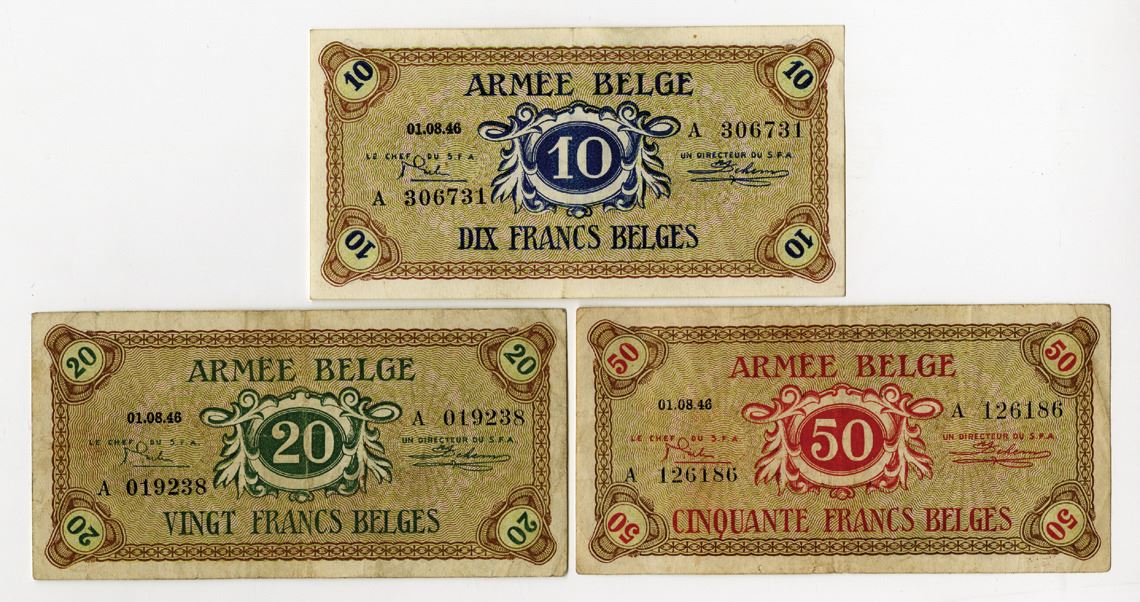 10 10
ARMÉE BELGE
01.08.46 A 306731
LE CHEF DU S.F.A. 10 UN DIRECTEUR DU S.F.A.
A 306731
DIX FRANCS BELGES
10 10
20 20
ARMÉE BELGE
01.08.46 A 019238
LE CHEF DU S.F.A. 20 UN DIRECTEUR DU S.F.A.
A 019238
VINGT FRANCS BELGES
20 20
50 50
ARMÉE BELGE
01.08.46 A 126186
LE CHEF DU S.F.A. 50 UN DIRECTEUR DU S.F.A.
A 126186
CINQUANTE FRANCS BELGES
50 50